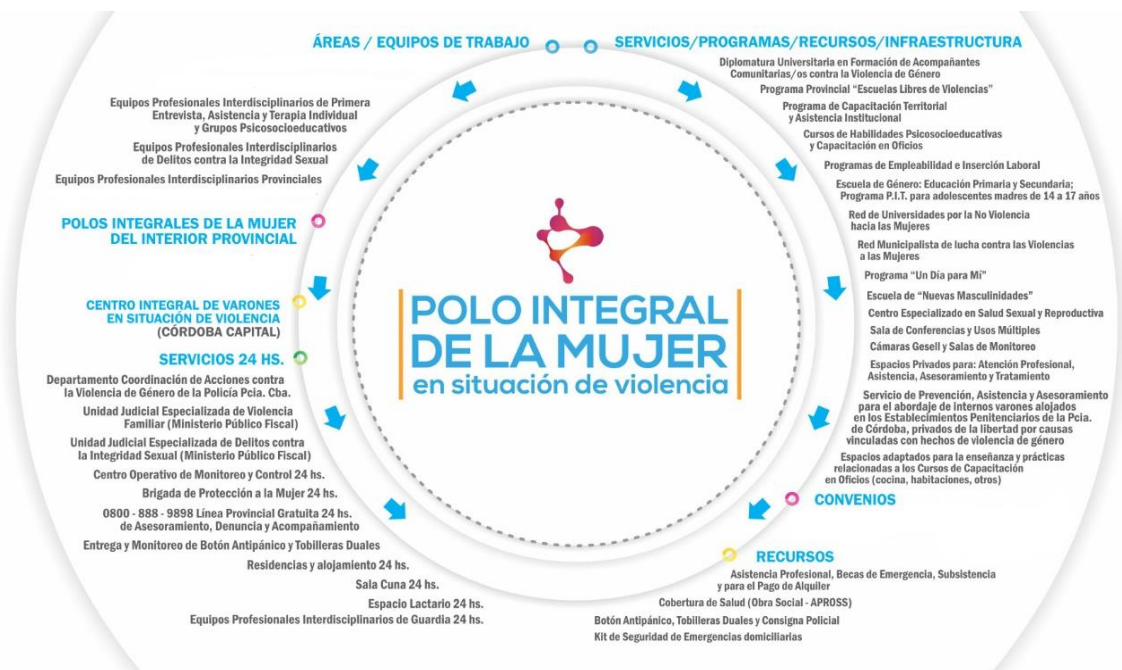 ÁREAS / EQUIPOS DE TRABAJO
Equipos Profesionales Interdisciplinarios de Primera
Entrevista, Asistencia y Terapia Individual
y Grupos Psicosocioeducativos
Equipos Profesionales Interdisciplinarios
de Delitos contra la Integridad Sexual
Equipos Profesionales Interdisciplinarios Provinciales
POLOS INTEGRALES DE LA MUJER
DEL INTERIOR PROVINCIAL
CENTRO INTEGRAL DE VARONES
EN SITUACIÓN DE VIOLENCIA
(CÓRDOBA CAPITAL)
SERVICIOS 24 HS.
Departamento Coordinación de Acciones contra
la Violencia de Género de la Policía Pcia. Cba.
Unidad Judicial Especializada de Violencia
Familiar (Ministerio Público Fiscal)
Unidad Judicial Especializada de Delitos contra
la Integridad Sexual (Ministerio Público Fiscal)
Centro Operativo de Monitoreo y Control 24 hs.
Brigada de Protección a la Mujer 24 hs.
0800 - 888 - 9898 Línea Provincial Gratuita 24 hs.
de Asesoramiento, Denuncia y Acompañamiento
Entrega y Monitoreo de Botón Antipánico y Tobilleras Duales
Residencias y alojamiento 24 hs.
Sala Cuna 24 hs.
Espacio Lactario 24 hs.
Equipos Profesionales Interdisciplinarios de Guardia 24 hs.
POLO INTEGRAL
DE LA MUJER
en situación de violencia
SERVICIOS/PROGRAMAS/RECURSOS/INFRAESTRUCTURA
Diplomatura Universitaria en Formación de Acompañantes
Comunitarias/os contra la Violencia de Género
Programa Provincial "Escuelas Libres de Violencias"
Programa de Capacitación Territorial
y Asistencia Institucional
Cursos de Habilidades Psicosocioeducativas
y Capacitación en Oficios
Programas de Empleabilidad e Inserción Laboral
Escuela de Género: Educación Primaria y Secundaria;
Programa P.I.T. para adolescentes madres de 14 a 17 años
Red de Universidades por la No Violencia
hacia las Mujeres
Red Municipalista de lucha contra las Violencias
a las Mujeres
Programa "Un Día para Mí"
Escuela de "Nuevas Masculinidades"
Centro Especializado en Salud Sexual y Reproductiva
Sala de Conferencias y Usos Múltiples
Cámaras Gesell y Salas de Monitoreo
Espacios Privados para: Atención Profesional,
Asistencia, Asesoramiento y Tratamiento
Servicio de Prevención, Asistencia y Asesoramiento
para el abordaje de internos varones alojados
en los Establecimientos Penitenciarios de la Pcia.
de Córdoba, privados de la libertad por causas
vinculadas con hechos de violencia de género
Espacios adaptados para la enseñanza y prácticas
relacionadas a los Cursos de Capacitación
en Oficios (cocina, habitaciones, otros)
CONVENIOS
RECURSOS
Asistencia Profesional, Becas de Emergencia, Subsistencia
y para el Pago de Alquiler
Cobertura de Salud (Obra Social - APROSS)
Botón Antipánico, Tobilleras Duales y Consigna Policial
Kit de Seguridad de Emergencias domiciliarias